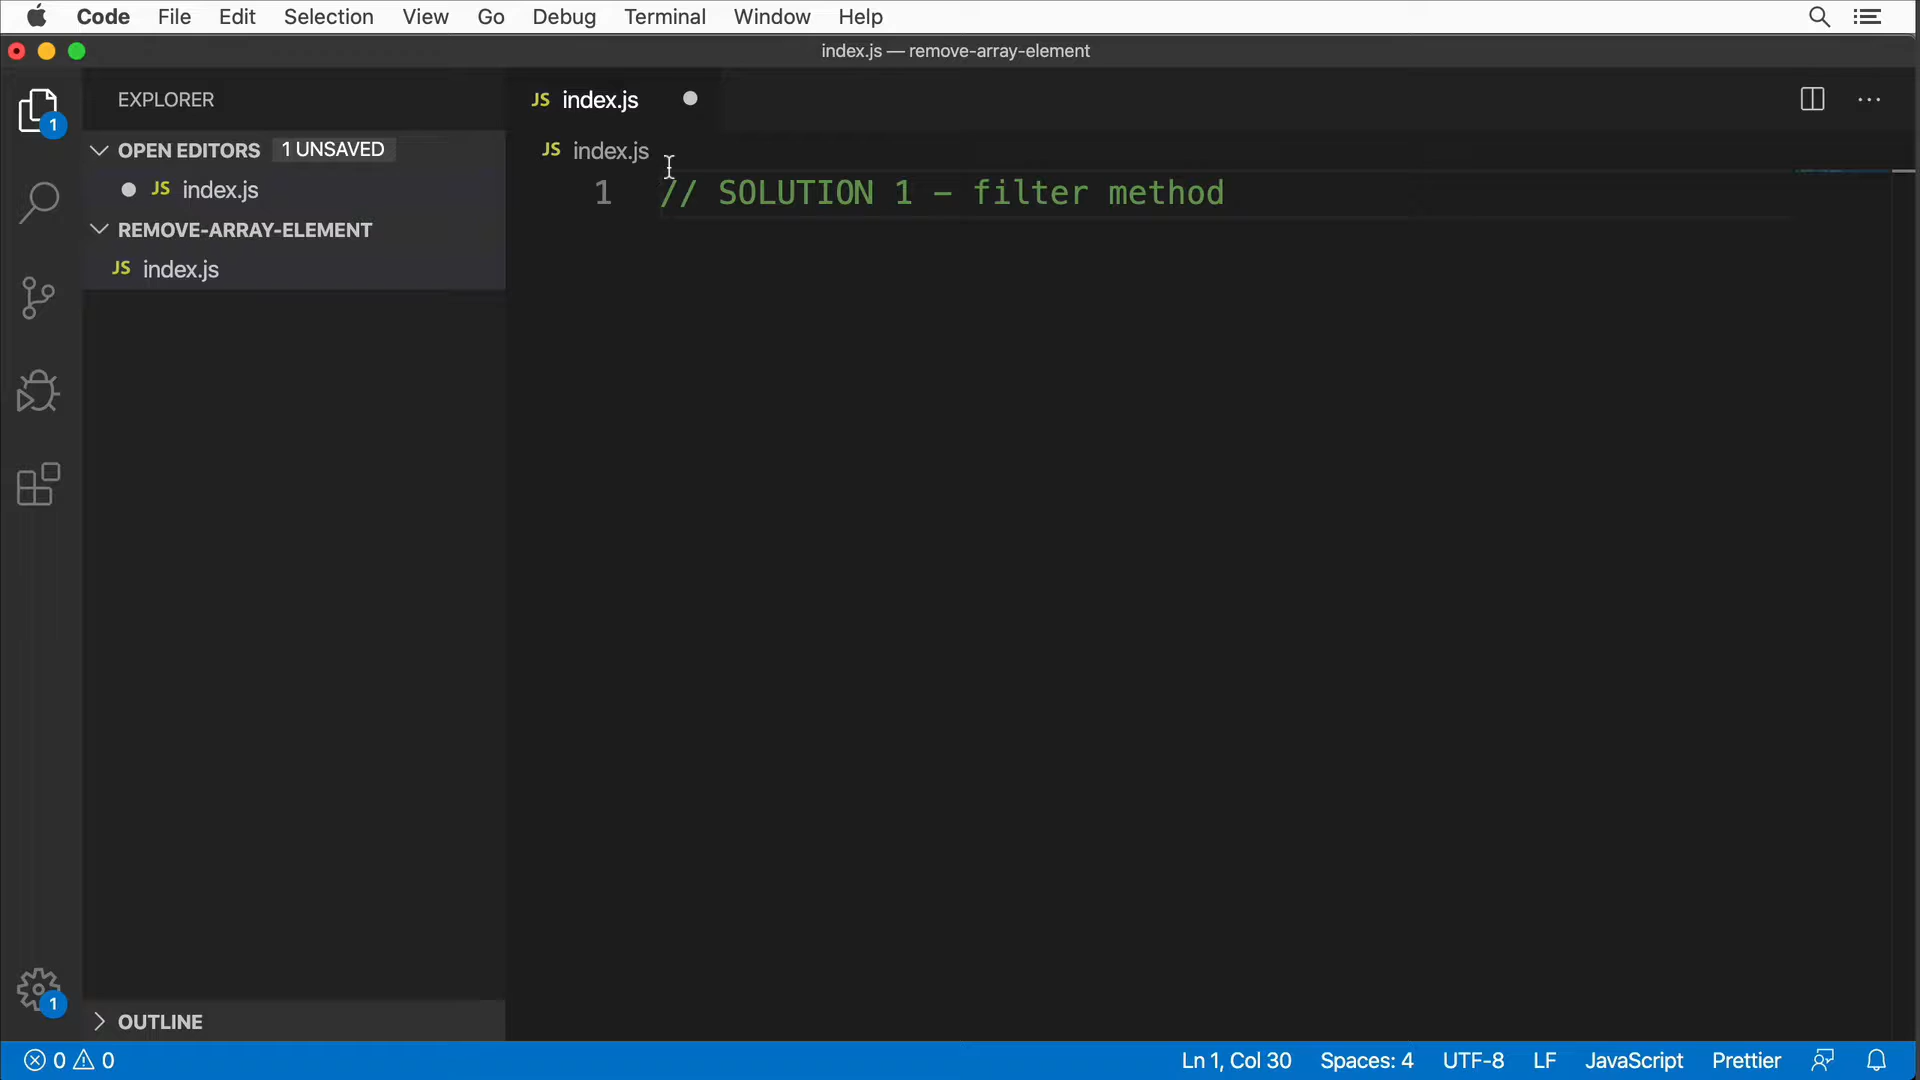 Code File Edit Selection View Go Debug Terminal Window Help
index.js — remove-array-element
EXPLORER
JS index.js
1
OPEN EDITORS 1 UNSAVED
JS index.js
JS index.js
1 // SOLUTION 1 – filter method
REMOVE-ARRAY-ELEMENT
JS index.js
1
OUTLINE
0 0 Ln 1, Col 30 Spaces: 4 UTF-8 LF JavaScript Prettier